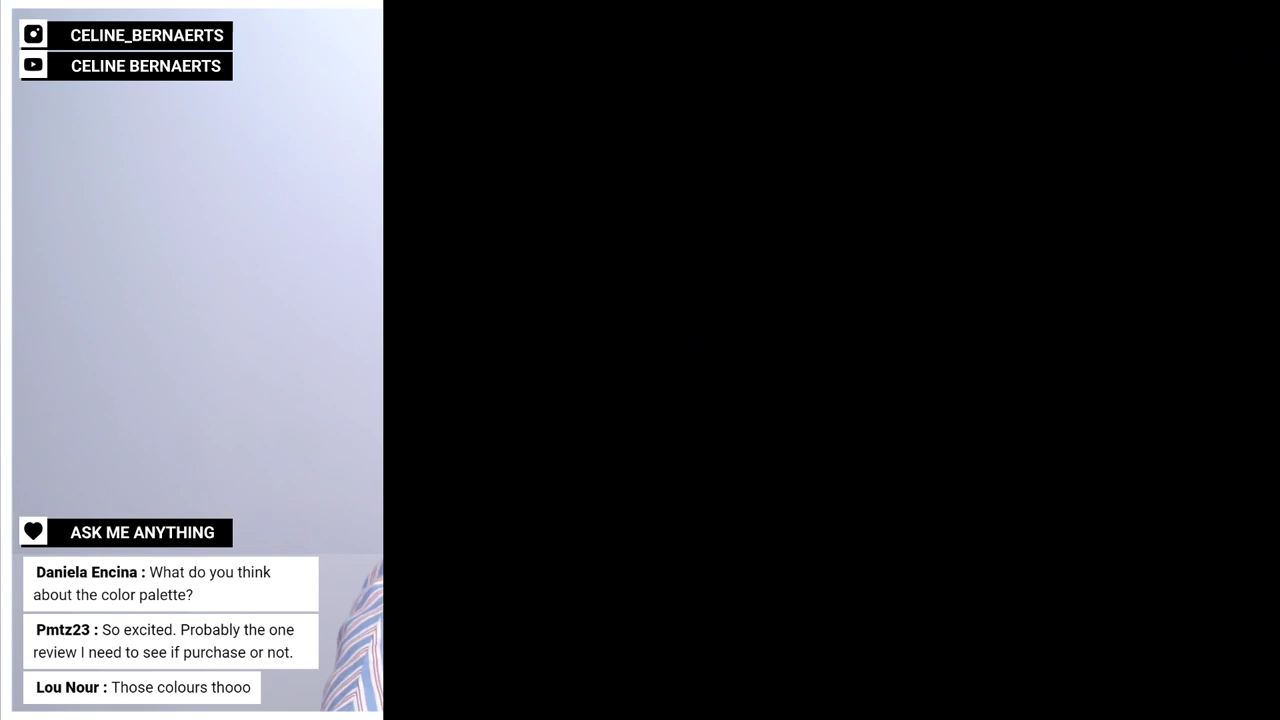 CELINE_BERNAERTS
CELINE BERNAERTS
ASK ME ANYTHING
Daniela Encina : What do you think
about the color palette?
Pmtz23 : So excited. Probably the one
review I need to see if purchase or not.
Lou Nour : Those colours thooo